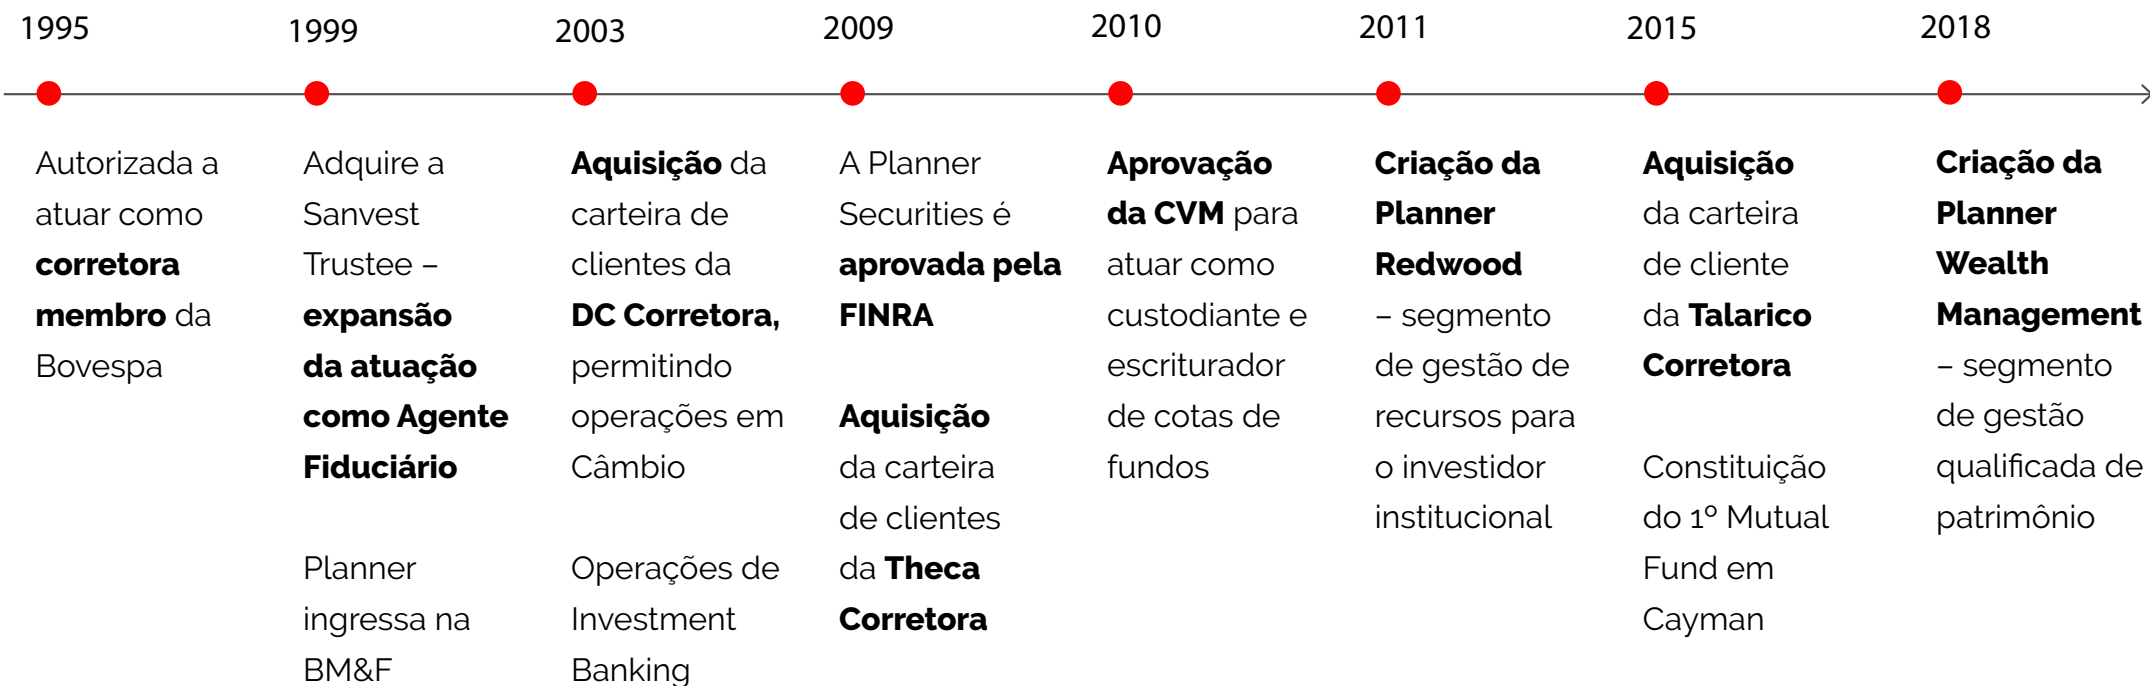 1995
Autorizada a
atuar como
corretora
membro da
Bovespa
1999
Adquire a
Sanvest
Trustee –
expansão
da atuação
como Agente
Fiduciário
Planner
ingressa na
BM&F
2003
Aquisição da
carteira de
clientes da
DC Corretora,
permitindo
operações em
Câmbio
Operações de
Investment
Banking
2009
A Planner
Securities é
aprovada pela
FINRA
Aquisição
da carteira
de clientes
da Theca
Corretora
2010
Aprovação
da CVM para
atuar como
custodiante e
escriturador
de cotas de
fundos
2011
Criação da
Planner
Redwood
– segmento
de gestão de
recursos para
o investidor
institucional
2015
Aquisição
da carteira
de cliente
da Talarico
Corretora
Constituição
do 1º Mutual
Fund em
Cayman
2018
Criação da
Planner
Wealth
Management
– segmento
de gestão
qualificada de
patrimônio